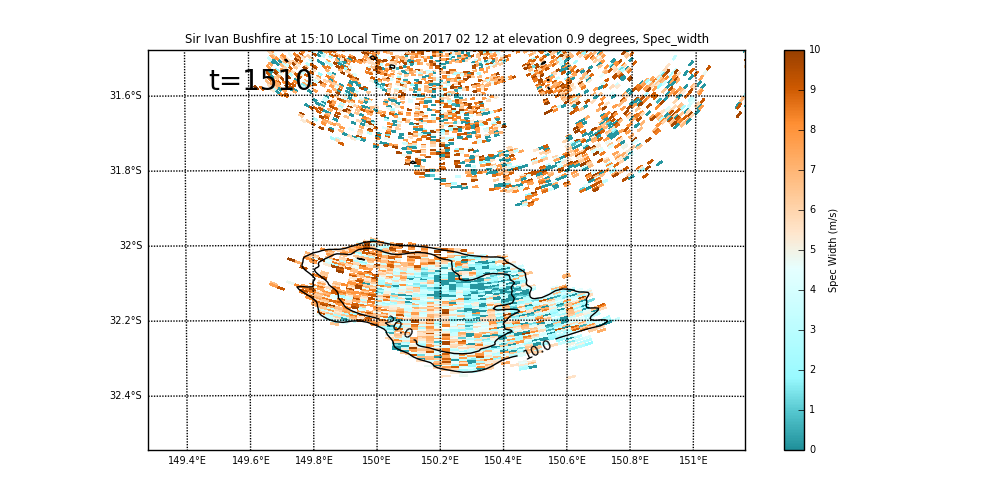 Sir Ivan Bushfire at 15:10 Local Time on 2017 02 12 at elevation 0.9 degrees, Spec_width
t=1510
31.6°S
31.8°S
32°S
32.2°S
32.4°S
20.0
10.0
149.4°E 149.6°E 149.8°E 150°E 150.2°E 150.4°E 150.6°E 150.8°E 151°E
10
9
8
7
6
5
4
3
2
1
0
Spec Width (m/s)